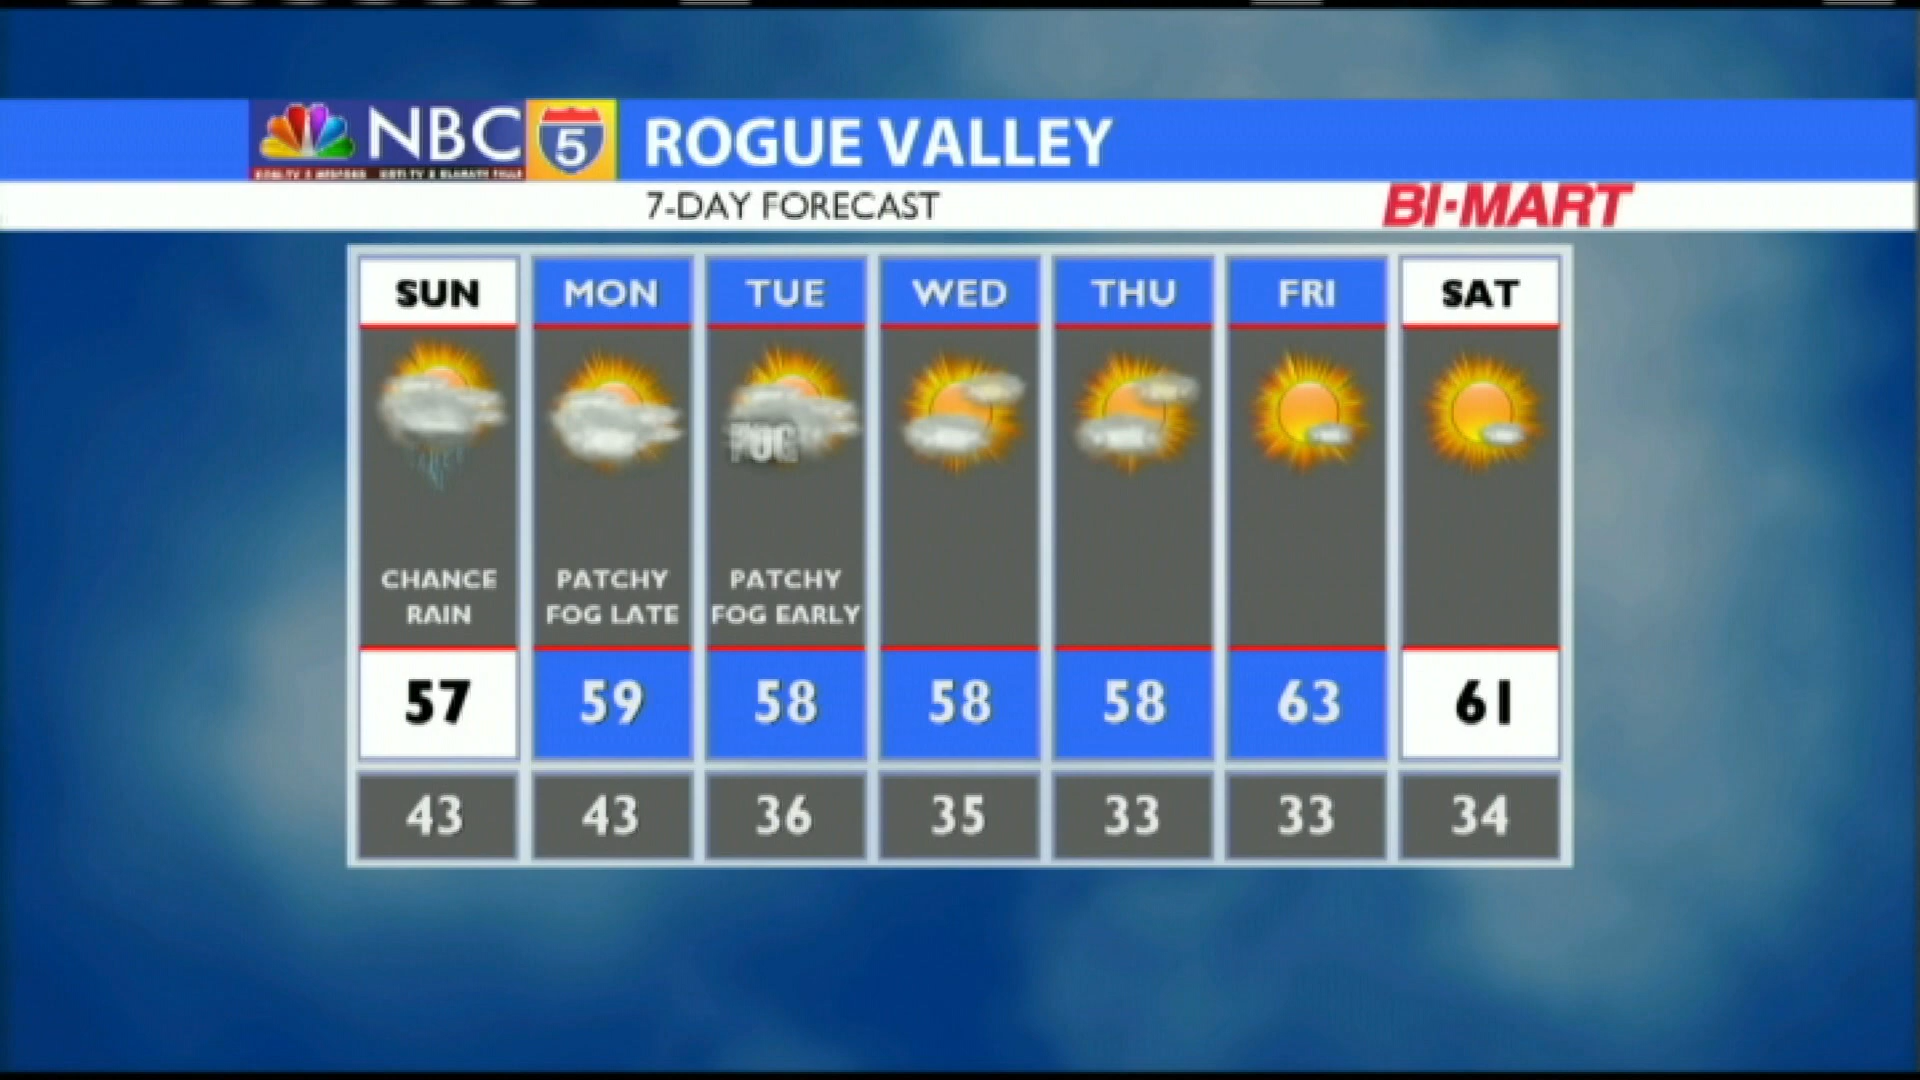 NBC 5 ROGUE VALLEY
7-DAY FORECAST BI-MART
SUN MON TUE WED THU FRI SAT
FOG
CHANCE PATCHY PATCHY
RAIN FOG LATE FOG EARLY
57 59 58 58 58 63 61
43 43 36 35 33 33 34